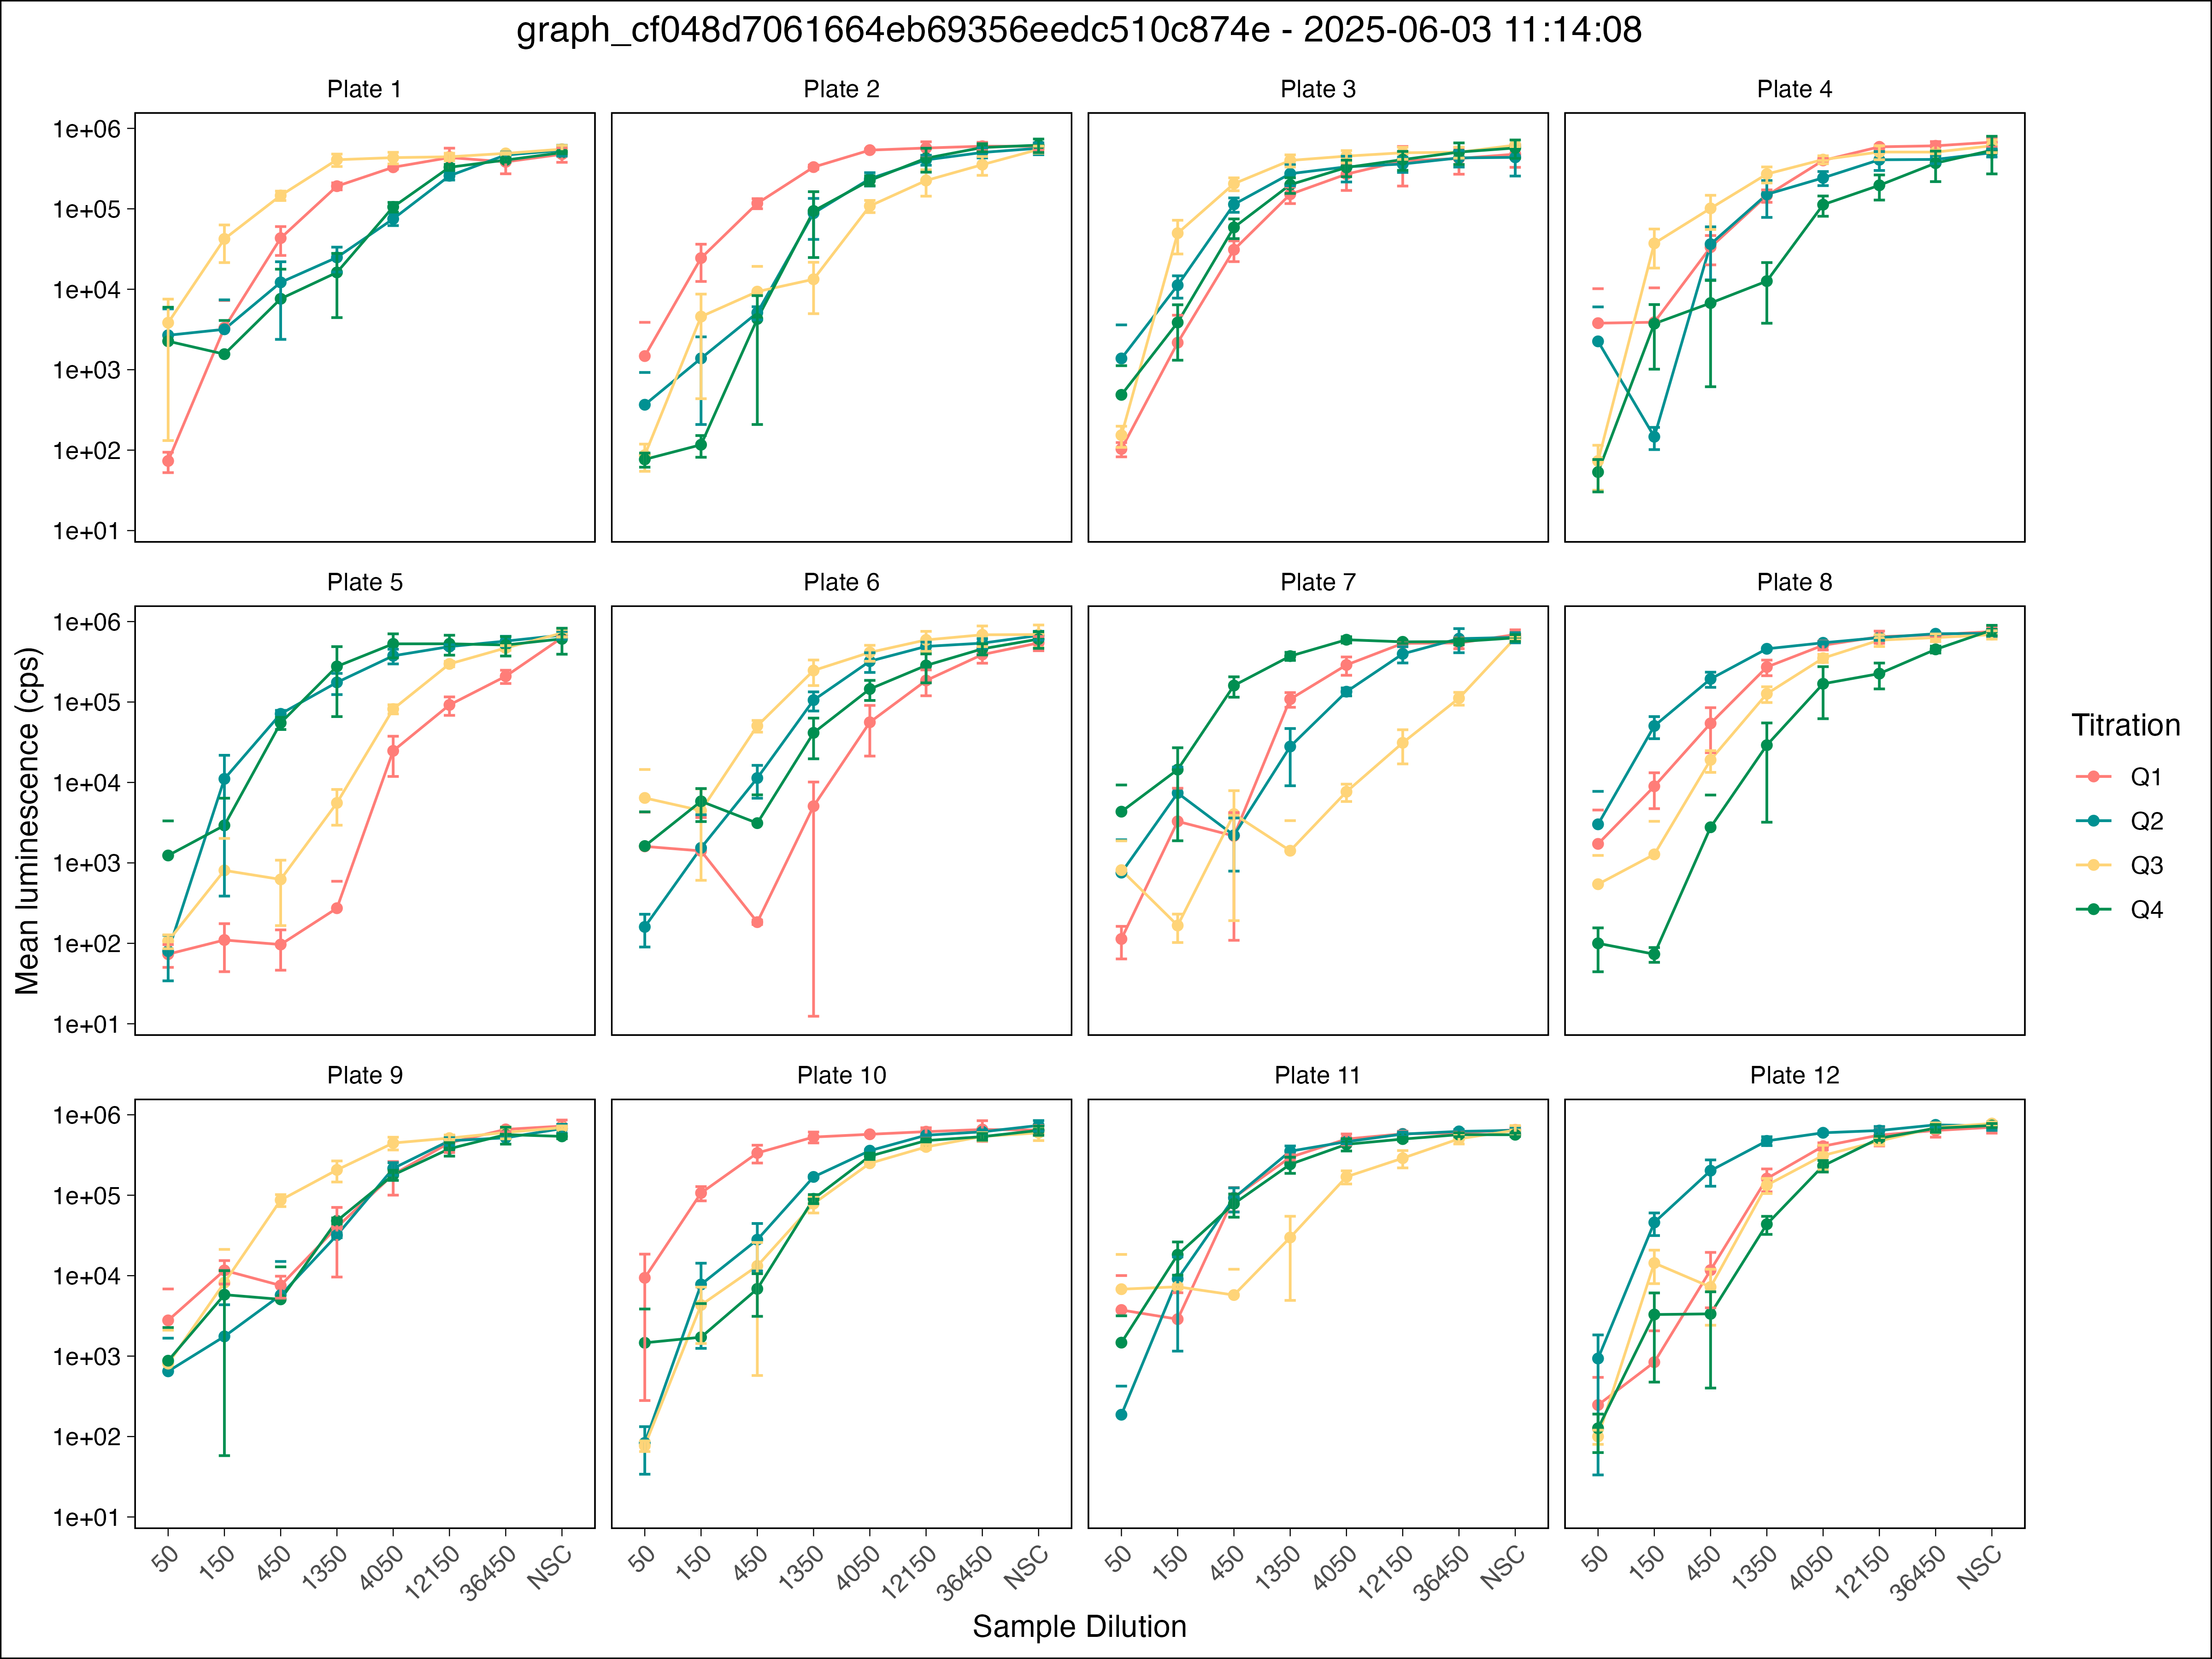 graph_cf048d7061664eb69356eedc510c874e - 2025-06-03 11:14:08
Plate 1
Plate 2
Plate 3
Plate 4
1e+06
1e+05
1e+04
1e+03
1e+02
1e+01
Plate 5
Plate 6
Plate 7
Plate 8
1e+06
1e+05
1e+04
1e+03
1e+02
1e+01
Plate 9
Plate 10
Plate 11
Plate 12
1e+06
1e+05
1e+04
1e+03
1e+02
1e+01
Mean luminescence (cps)
50 150 450 1350 4050 12150 36450 NSC
50 150 450 1350 4050 12150 36450 NSC
50 150 450 1350 4050 12150 36450 NSC
50 150 450 1350 4050 12150 36450 NSC
Sample Dilution
Titration
Q1
Q2
Q3
Q4